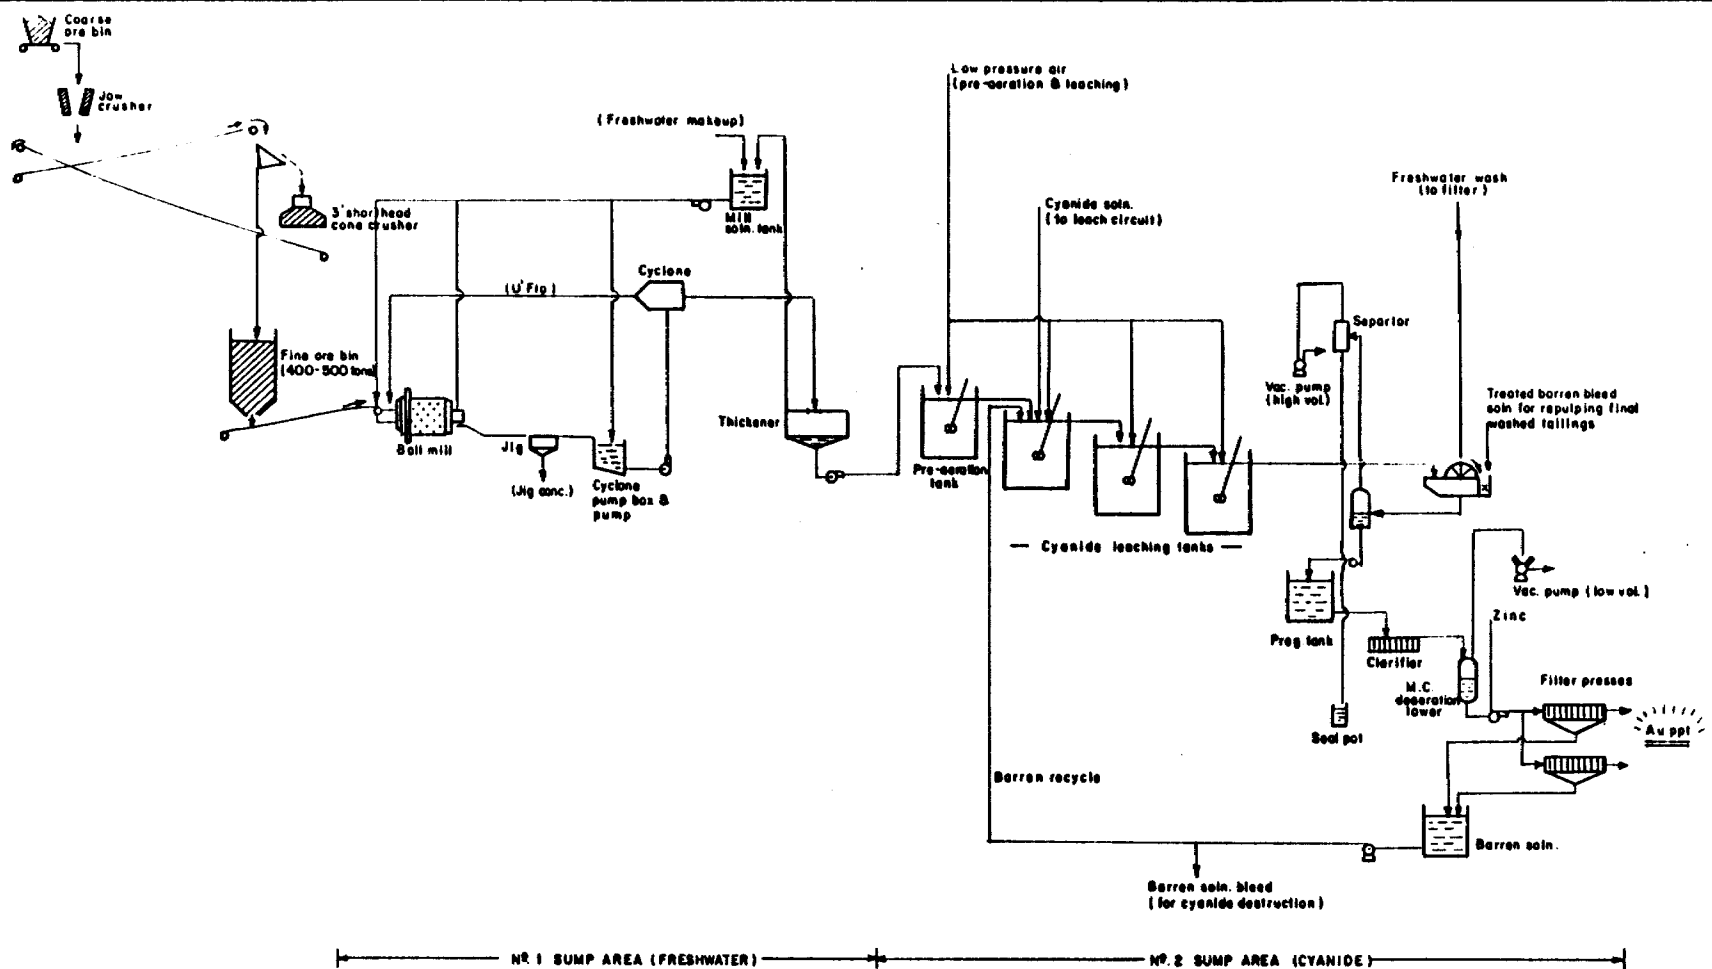 Coarse
ore bin
Jaw
crusher
3' shorthead
cone crusher
Fine ore bin
(400-500 tons)
(Freshwater makeup)
Mill
soln. tank
Cyclone
(U'Flo)
Ball mill
Jig
(Jig conc.)
Cyclone
pump box &
pump
Thickener
Low pressure air
(pre-aeration & leaching)
Cyanide soln.
(to leach circuit)
Pre-aeration
tank
Cyanide leaching tanks
Freshwater wash
(to filter)
Separtor
Vac. pump
(high vol.)
Treated barren bleed
soln for repulping final
washed tailings
Preg tank
Clarifier
Vac. pump (low vol.)
Zinc
M.C.
deaeration
tower
Seal pot
Filter presses
Au ppt
Barren recycle
Barren soln.
Barren soln. bleed
(for cyanide destruction)
Nº. 1 SUMP AREA (FRESHWATER)
Nº. 2 SUMP AREA (CYANIDE)